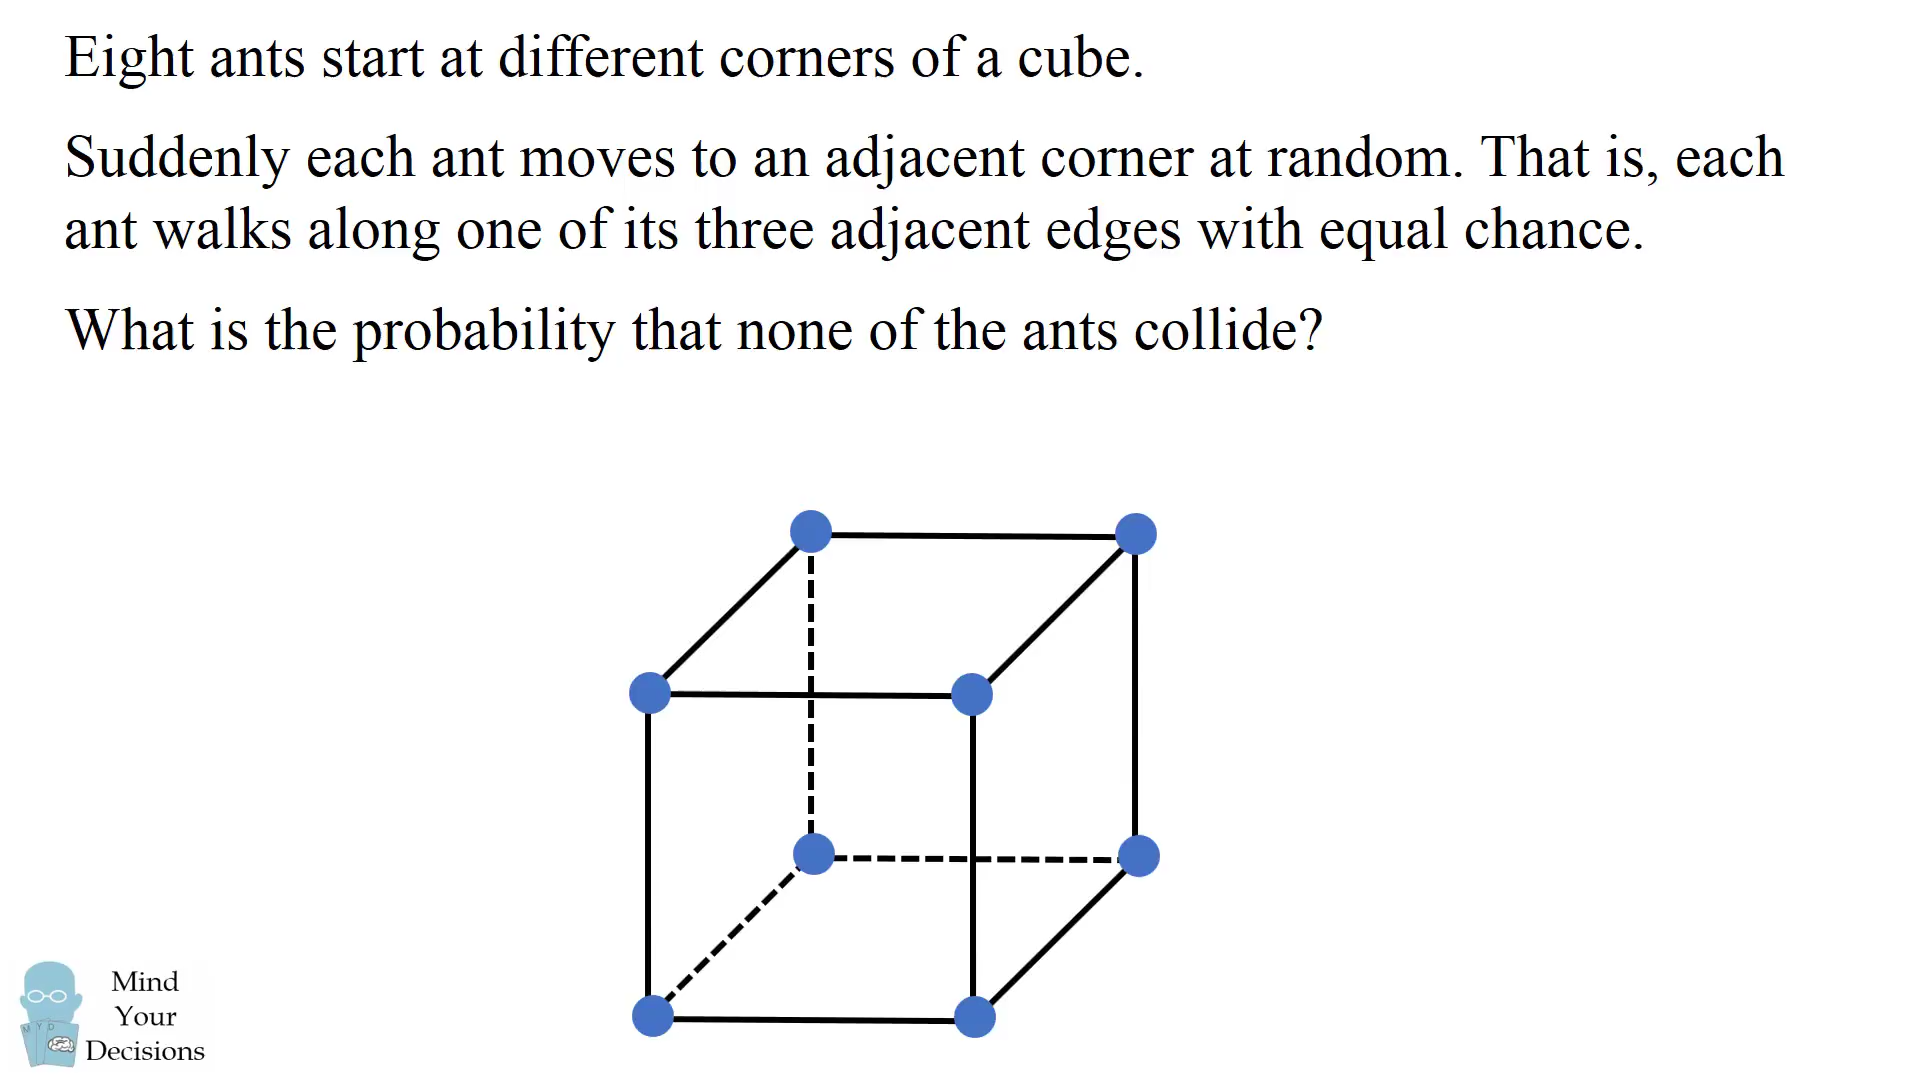 Eight ants start at different corners of a cube.
Suddenly each ant moves to an adjacent corner at random. That is, each
ant walks along one of its three adjacent edges with equal chance.
What is the probability that none of the ants collide?
M Y D
Mind
Your
Decisions